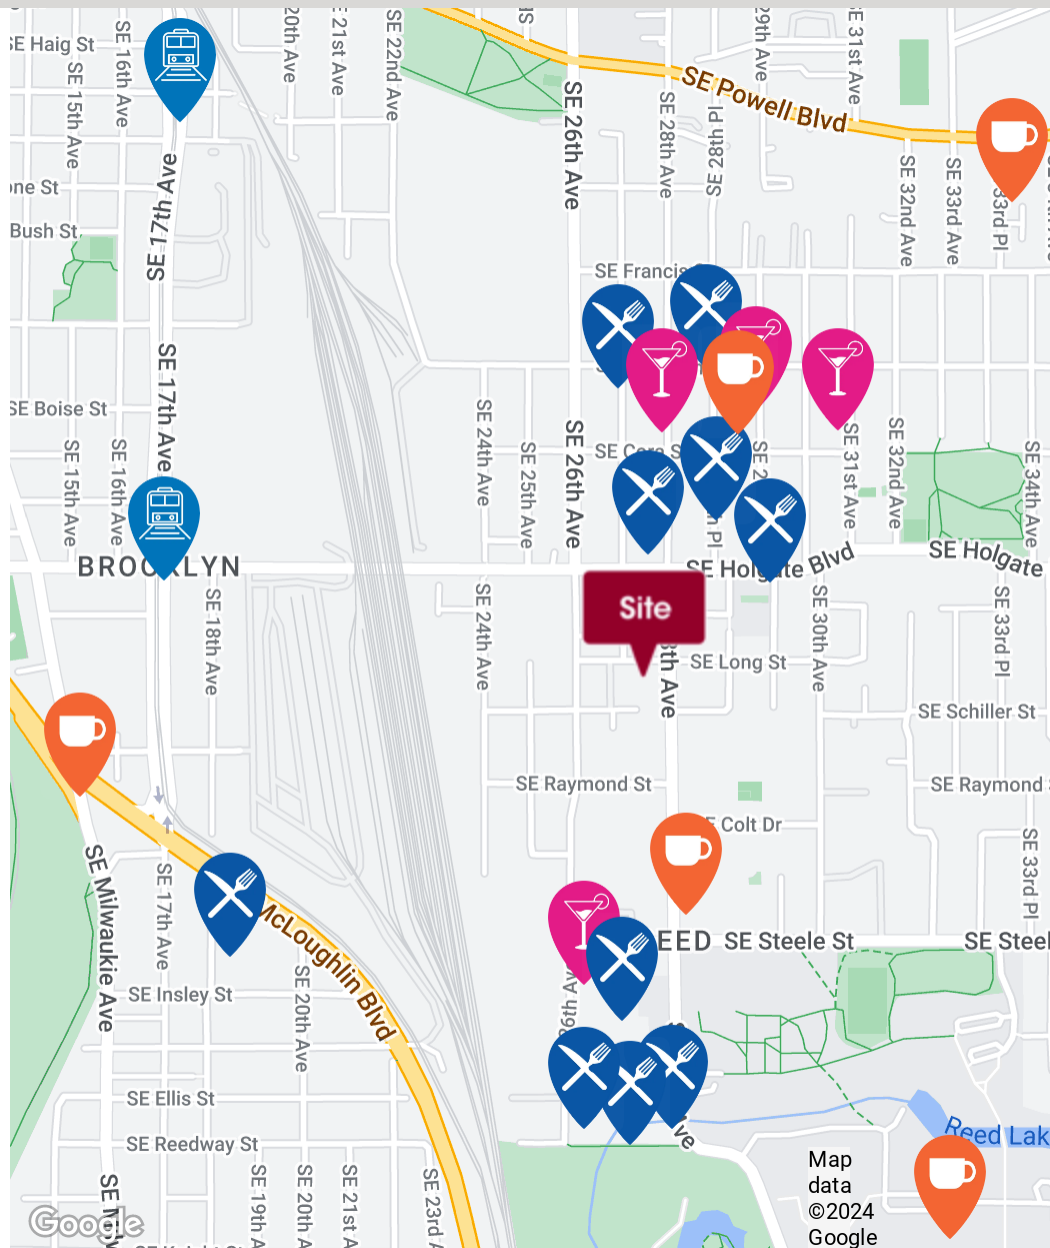 SE Haig St
SE 15th Ave
SE 16th Ave
SE 17th Ave
20th Ave
21st Ave
SE 22nd Ave
SE 26th Ave
SE Powell Blvd
SE 28th Ave
SE 28th Pl
29th Ave
SE 31st Ave
SE 32nd Ave
SE 33rd Ave
33rd Pl
one St
Bush St
SE Francis
SE Boise St
SE 17th Ave
SE 15th Ave
SE 16th Ave
SE 24th Ave
SE 25th Ave
SE 26th Ave
SE 31st Ave
SE 32nd Ave
SE 34th Ave
BROOKLYN
SE Holgate Blvd
SE Holgate
SE 18th Ave
SE 24th Ave
Site
SE Long St
SE 30th Ave
SE 33rd Pl
SE Schiller St
SE Raymond St
SE Raymond
Colt Dr
SE 33rd Pl
SE Milwaukie Ave
SE 17th Ave
McLoughlin Blvd
EED
SE Steele St
SE Steel
SE Insley St
SE 20th Ave
SE Ellis St
SE Reedway St
SE 19th A
SE 20th A
SE 21st A
SE 23rd A
Reed Lak
Google
Map
data
©2024
Google